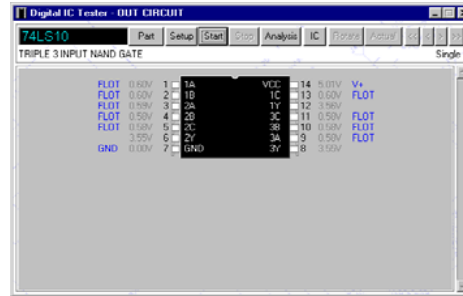 Digital IC Tester - OUT CIRCUIT
74LS10 Part Setup Start Stop Analysis IC Rotate Actual << < > >>
TRIPLE 3 INPUT NAND GATE Single
FLOT 0.60V 1 1A VCC 14 5.01V V+
FLOT 0.60V 2 1B 1C 13 0.60V FLOT
FLOT 0.59V 3 2A 1Y 12 3.56V
FLOT 0.58V 4 2B 3C 11 0.59V FLOT
FLOT 0.58V 5 2C 3B 10 0.58V FLOT
3.55V 6 2Y 3A 9 0.58V FLOT
GND 0.00V 7 GND 3Y 8 3.55V